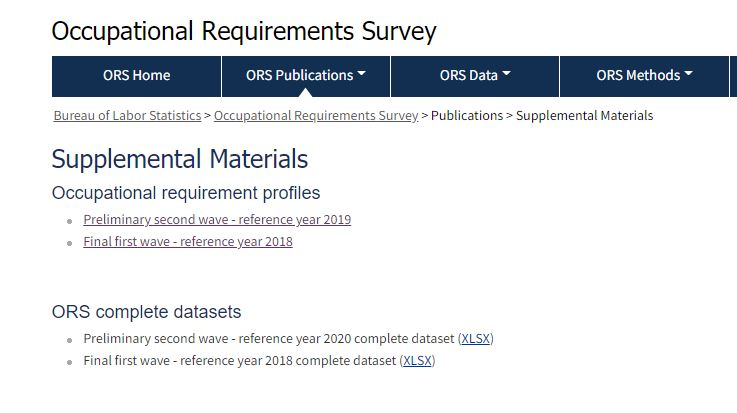 Occupational Requirements Survey
ORS Home ORS Publications ORS Data ORS Methods
Bureau of Labor Statistics > Occupational Requirements Survey > Publications > Supplemental Materials
Supplemental Materials
Occupational requirement profiles
Preliminary second wave - reference year 2019
Final first wave - reference year 2018
ORS complete datasets
Preliminary second wave - reference year 2020 complete dataset (XLSX)
Final first wave - reference year 2018 complete dataset (XLSX)